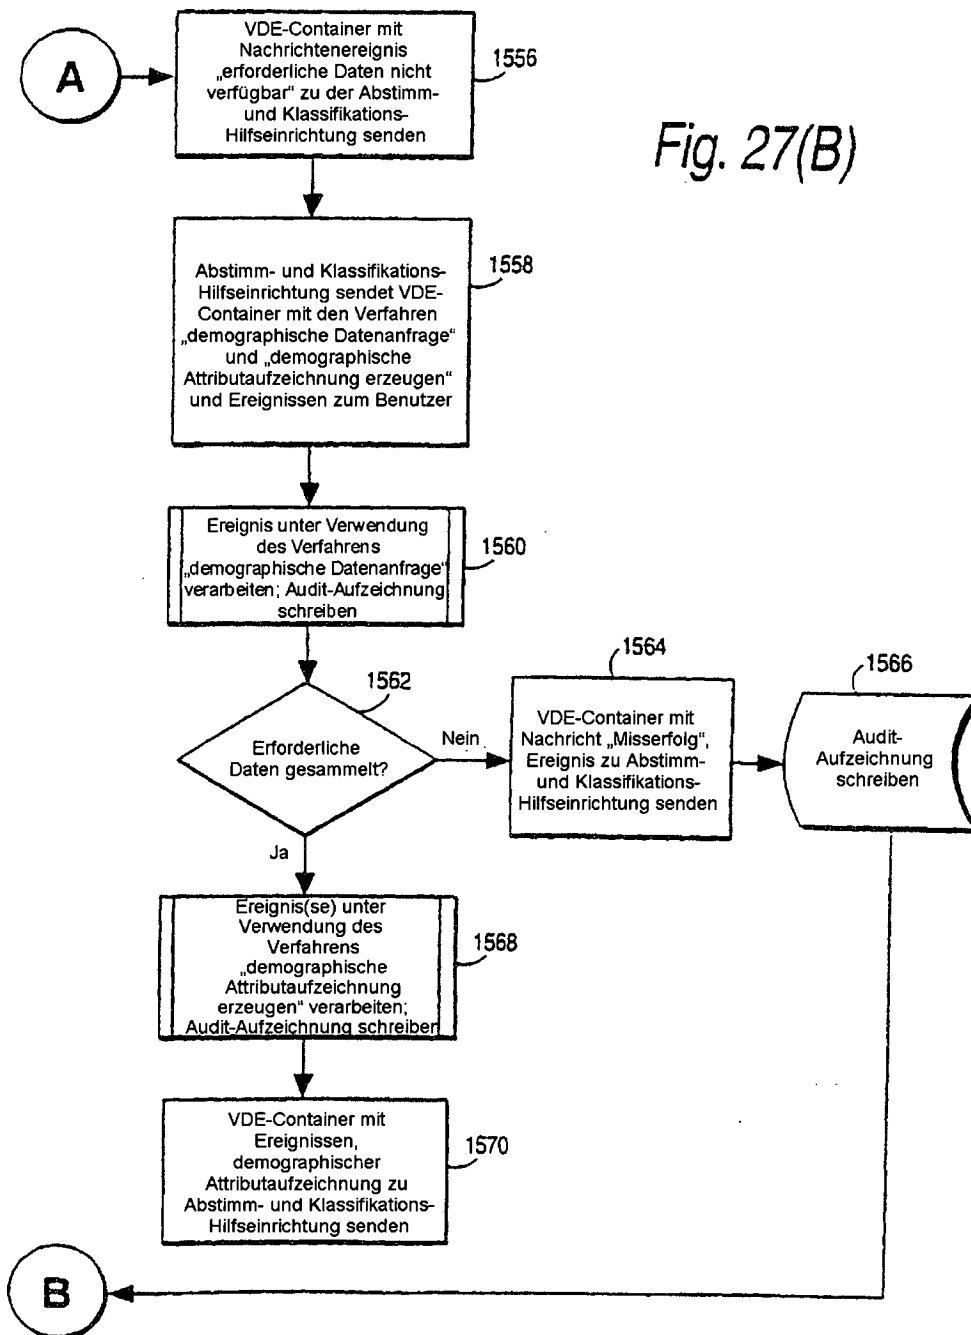 A
VDE-Container mit
Nachrichtenereignis
„erforderliche Daten nicht
verfügbar“ zu der Abstimm-
und Klassifikations-
Hilfseinrichtung senden
1556
Fig. 27(B)
Abstimm- und Klassifikations-
Hilfseinrichtung sendet VDE-
Container mit den Verfahren
„demographische Datenanfrage“
und „demographische
Attributaufzeichnung erzeugen“
und Ereignissen zum Benutzer
1558
Ereignis unter Verwendung
des Verfahrens
„demographische Datenanfrage“
verarbeiten; Audit-Aufzeichnung
schreiben
1560
Erforderliche
Daten gesammelt?
1562
Nein
VDE-Container mit
Nachricht „Misserfolg“,
Ereignis zu Abstimm-
und Klassifikations-
Hilfseinrichtung senden
1564
Audit-
Aufzeichnung
schreiben
1566
Ja
Ereignis(se) unter
Verwendung des
Verfahrens
„demographische
Attributaufzeichnung
erzeugen“ verarbeiten;
Audit-Aufzeichnung schreiben
1568
VDE-Container mit
Ereignissen,
demographischer
Attributaufzeichnung zu
Abstimm- und Klassifikations-
Hilfseinrichtung senden
1570
B